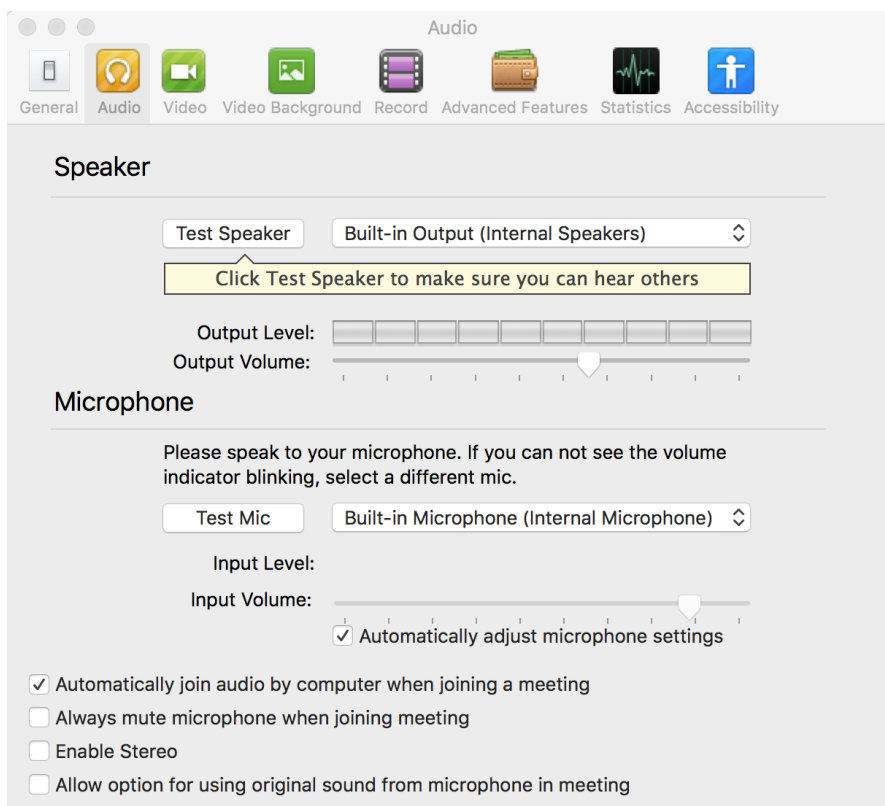 Audio
General Audio Video Video Background Record Advanced Features Statistics Accessibility
Speaker
Test Speaker Built-in Output (Internal Speakers)
Click Test Speaker to make sure you can hear others
Output Level:
Output Volume:
Microphone
Please speak to your microphone. If you can not see the volume
indicator blinking, select a different mic.
Test Mic Built-in Microphone (Internal Microphone)
Input Level:
Input Volume:
Automatically adjust microphone settings
Automatically join audio by computer when joining a meeting
Always mute microphone when joining meeting
Enable Stereo
Allow option for using original sound from microphone in meeting